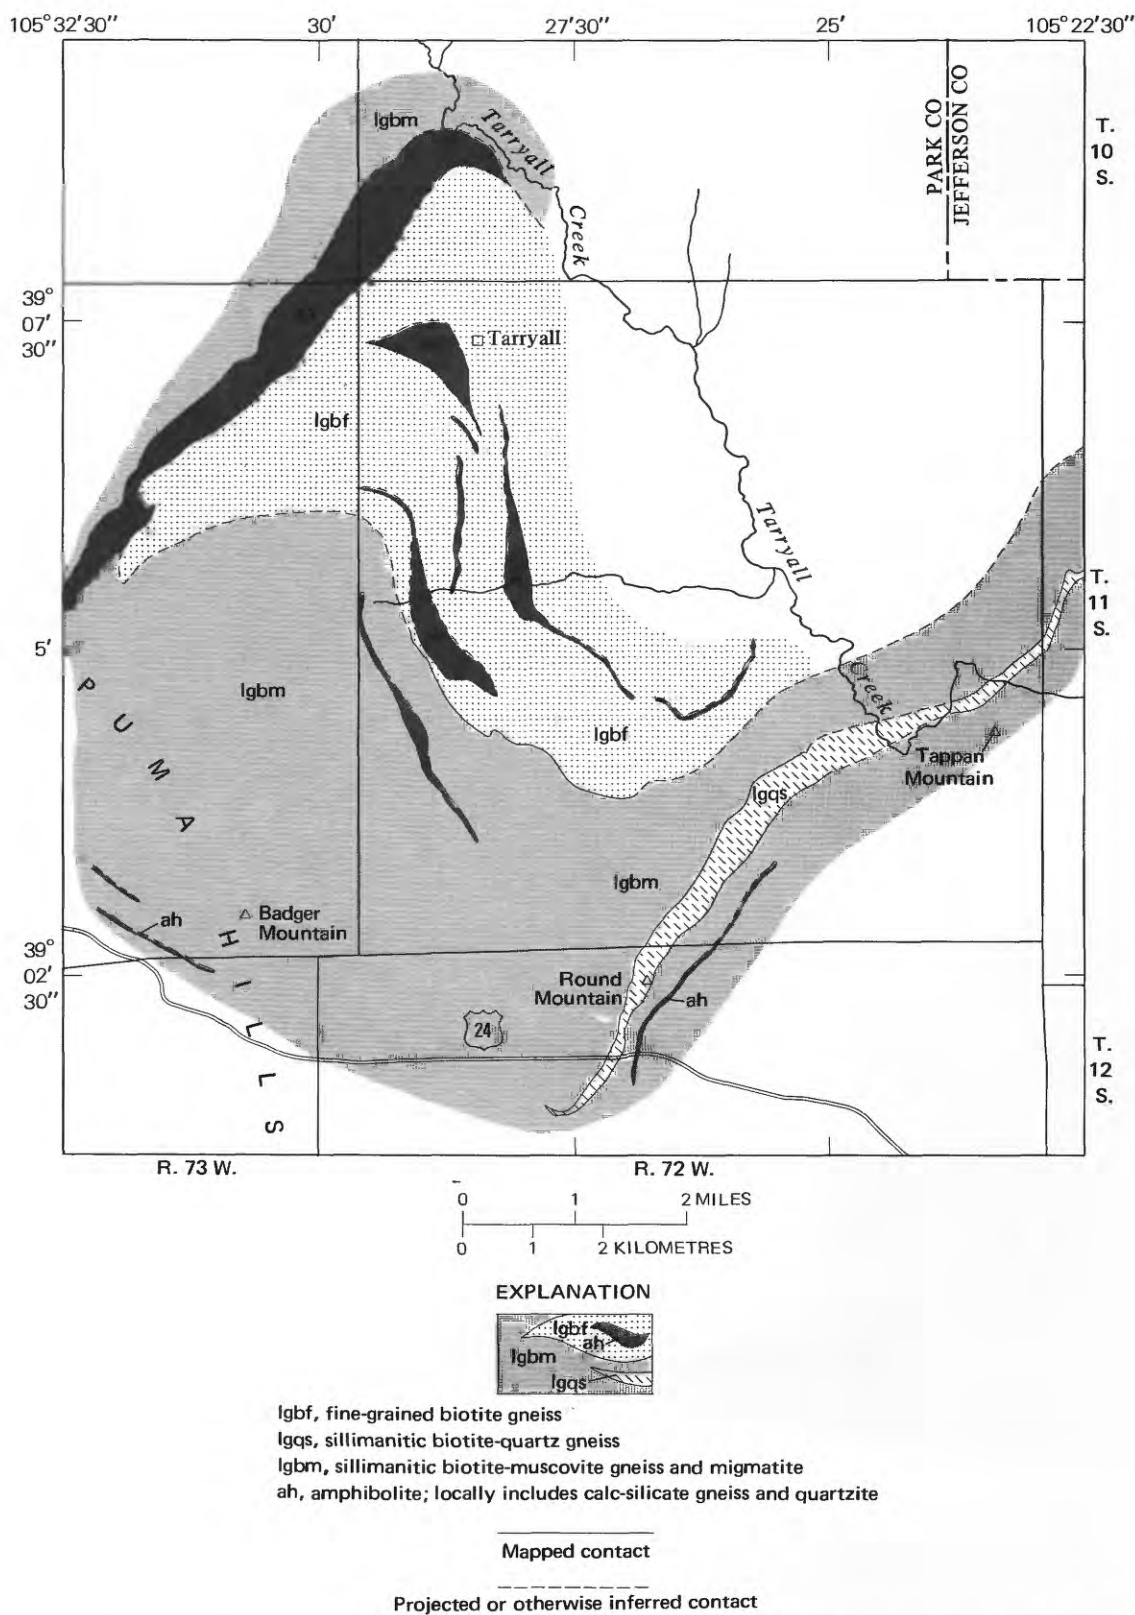 105°32'30" 30' 27'30" 25' 105°22'30"
lgbm
Tarryall
Creek
PARK CO
JEFFERSON CO
T.
10
S.
39°
07'
30"
Tarryall
lgbf
Tarryall
Creek
T.
11
S.
5'
lgbm
lgbf
PUMA HILLS
Tappan
Mountain
lgqs
lgbm
ah
Badger
Mountain
39°
02'
30"
Round
Mountain
ah
24
T.
12
S.
R. 73 W. R. 72 W.
0 1 2 MILES
0 1 2 KILOMETRES
EXPLANATION
lgbf
ah
lgbm
lgqs
lgbf, fine-grained biotite gneiss
lgqs, sillimanitic biotite-quartz gneiss
lgbm, sillimanitic biotite-muscovite gneiss and migmatite
ah, amphibolite; locally includes calc-silicate gneiss and quartzite
Mapped contact
Projected or otherwise inferred contact